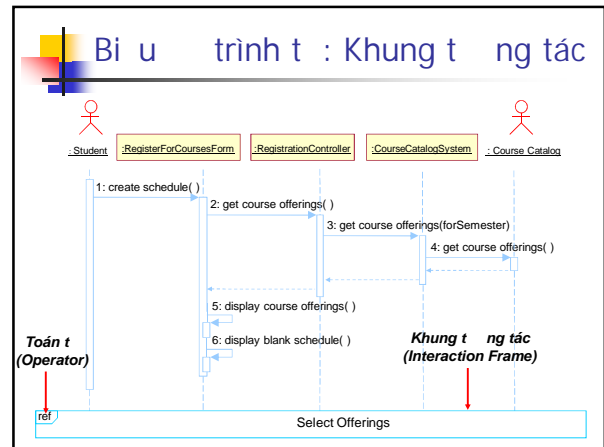 Bi u trình t : Khung t ng tác
: Student
:RegisterForCoursesForm
:RegistrationController
:CourseCatalogSystem
: Course Catalog
1: create schedule( )
2: get course offerings( )
3: get course offerings(forSemester)
4: get course offerings( )
5: display course offerings( )
6: display blank schedule( )
Toán t
(Operator)
Khung t ng tác
(Interaction Frame)
ref
Select Offerings